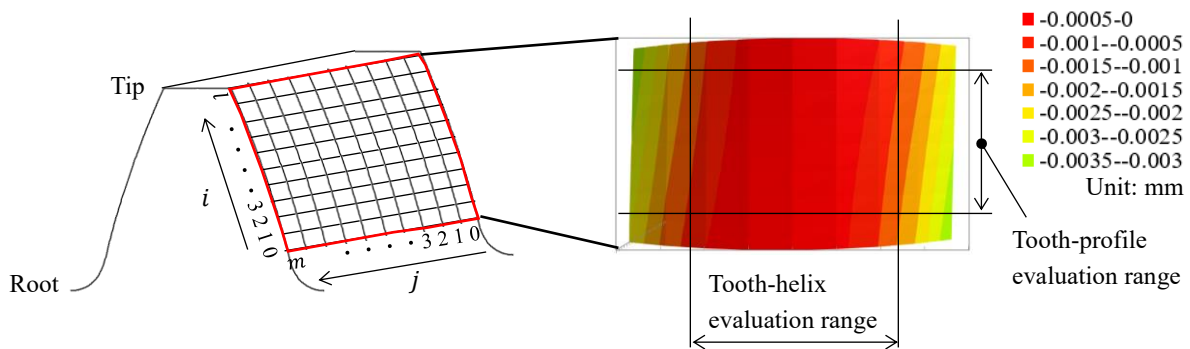 Tip
l
i
3
2
1
0
m
3 2 1 0
j
Root
Tooth-helix
evaluation range
-0.0005-0
-0.001--0.0005
-0.0015--0.001
-0.002--0.0015
-0.0025--0.002
-0.003--0.0025
-0.0035--0.003
Unit: mm
Tooth-profile
evaluation range